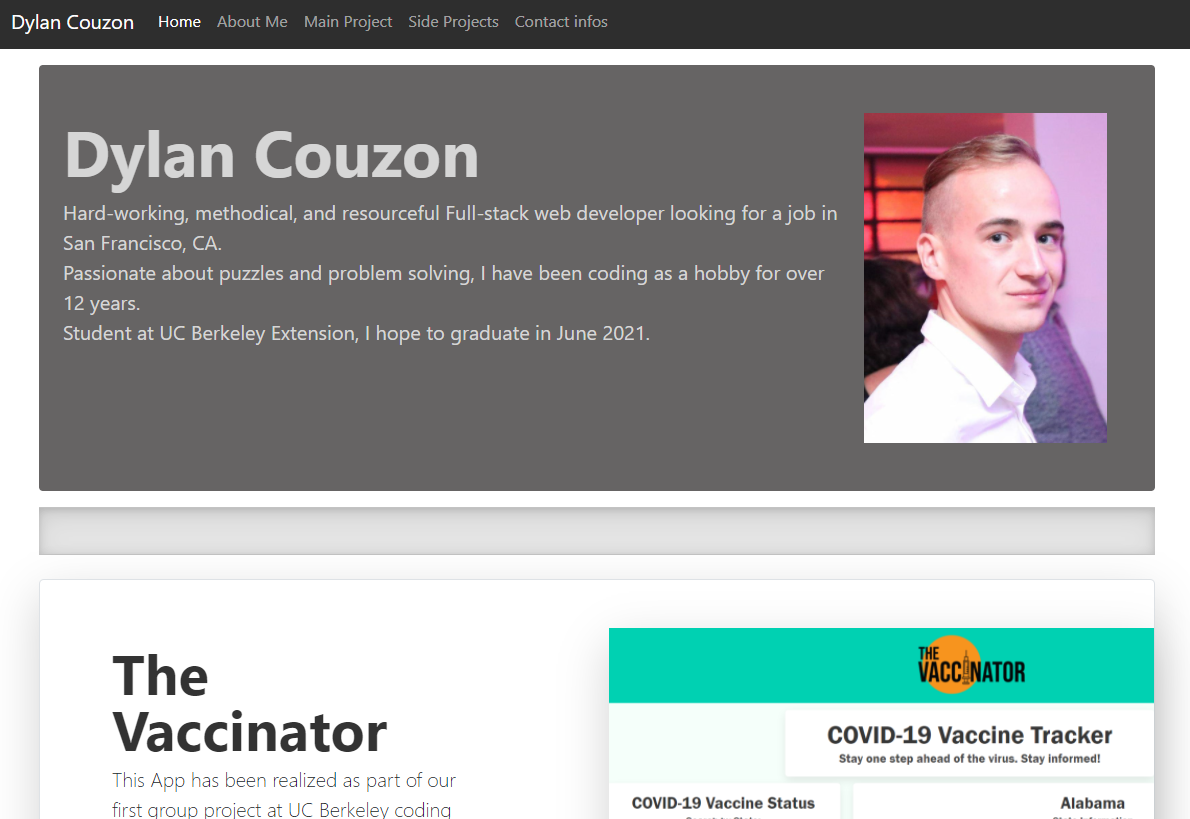 Dylan Couzon Home About Me Main Project Side Projects Contact infos
Dylan Couzon
Hard-working, methodical, and resourceful Full-stack web developer looking for a job in
San Francisco, CA.
Passionate about puzzles and problem solving, I have been coding as a hobby for over
12 years.
Student at UC Berkeley Extension, I hope to graduate in June 2021.
The
Vaccinator
This App has been realized as part of our
first group project at UC Berkeley coding
THE
VACCINATOR
COVID-19 Vaccine Tracker
Stay one step ahead of the virus. Stay informed!
COVID-19 Vaccine Status
Alabama